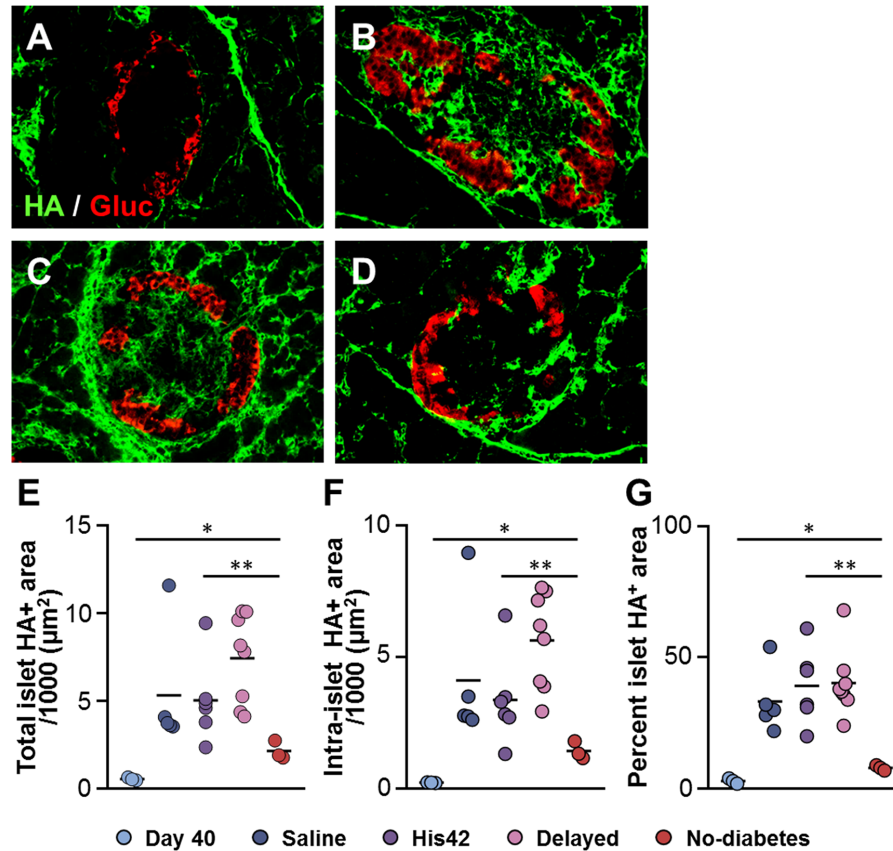 A
B
HA / Gluc
C
D
E
F
G
Total islet HA+ area
/1000 (µm²)
15
10
5
0
*
**
Intra-islet HA+ area
/1000 (µm²)
10
5
0
*
**
Percent islet HA⁺ area
100
50
0
*
**
Day 40 Saline His42 Delayed No-diabetes